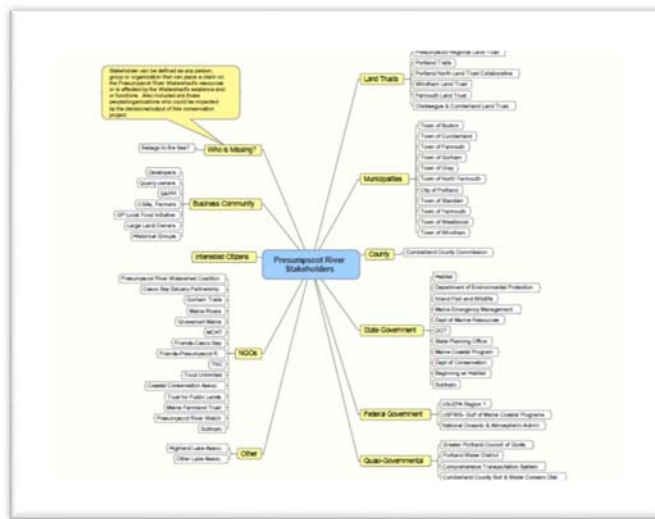 Stakeholder can be defined as any person,
group or organization that can place a claim on
the Presumpscot River Watershed's resources
or is affected by the Watershed's existence and
or functions. Also included are those
people/organizations who could be impacted
by the decisions/output of this conservation
project
Who is Missing?
Sebago to the Sea?
Business Community
Developers
Quarry owners
SAPPI
CSAs, Farmers
GP Local Food Initiative
Large Land Owners
Historical Groups
Interested Citizens
NGOs
Presumpscot River Watershed Coalition
Casco Bay Estuary Partnership
Gorham Trails
Maine Rivers
Growsmart Maine
MCHT
Friends-Casco Bay
Friends-Presumpscot R.
TNC
Trout Unlimited
Coastal Conservation Assoc.
Trust for Public Lands
Maine Farmland Trust
Presumpscot River Watch
Subtopic
Other
Highland Lake Assoc.
Other Lake Assoc.
Presumpscot River
Stakeholders
Land Trusts
Presumpscot Regional Land Trust
Portland Trails
Portland North Land Trust Collaborative
Windham Land Trust
Falmouth Land Trust
Chebeague & Cumberland Land Trust
Municipalities
Town of Buxton
Town of Cumberland
Town of Falmouth
Town of Gorham
Town of Gray
Town of North Yarmouth
City of Portland
Town of Standish
Town of Yarmouth
Town of Westbrook
Town of Windham
County
Cumberland County Commission
State Government
Habitat
Department of Environmental Protection
Inland Fish and Wildlife
Maine Emergency Management
Dept of Marine Resources
DOT
State Planning Office
Maine Coastal Program
Dept of Conservation
Beginning w/ Habitat
Subtopic
Federal Government
US-EPA Region 1
USFWS- Gulf of Maine Coastal Programs
National Oceanic & Atmospheric Admin
Quasi-Governmental
Greater Portland Council of Govts.
Portland Water District
Comprehensive Transportation System
Cumberland County Soil & Water Conserv Dist.